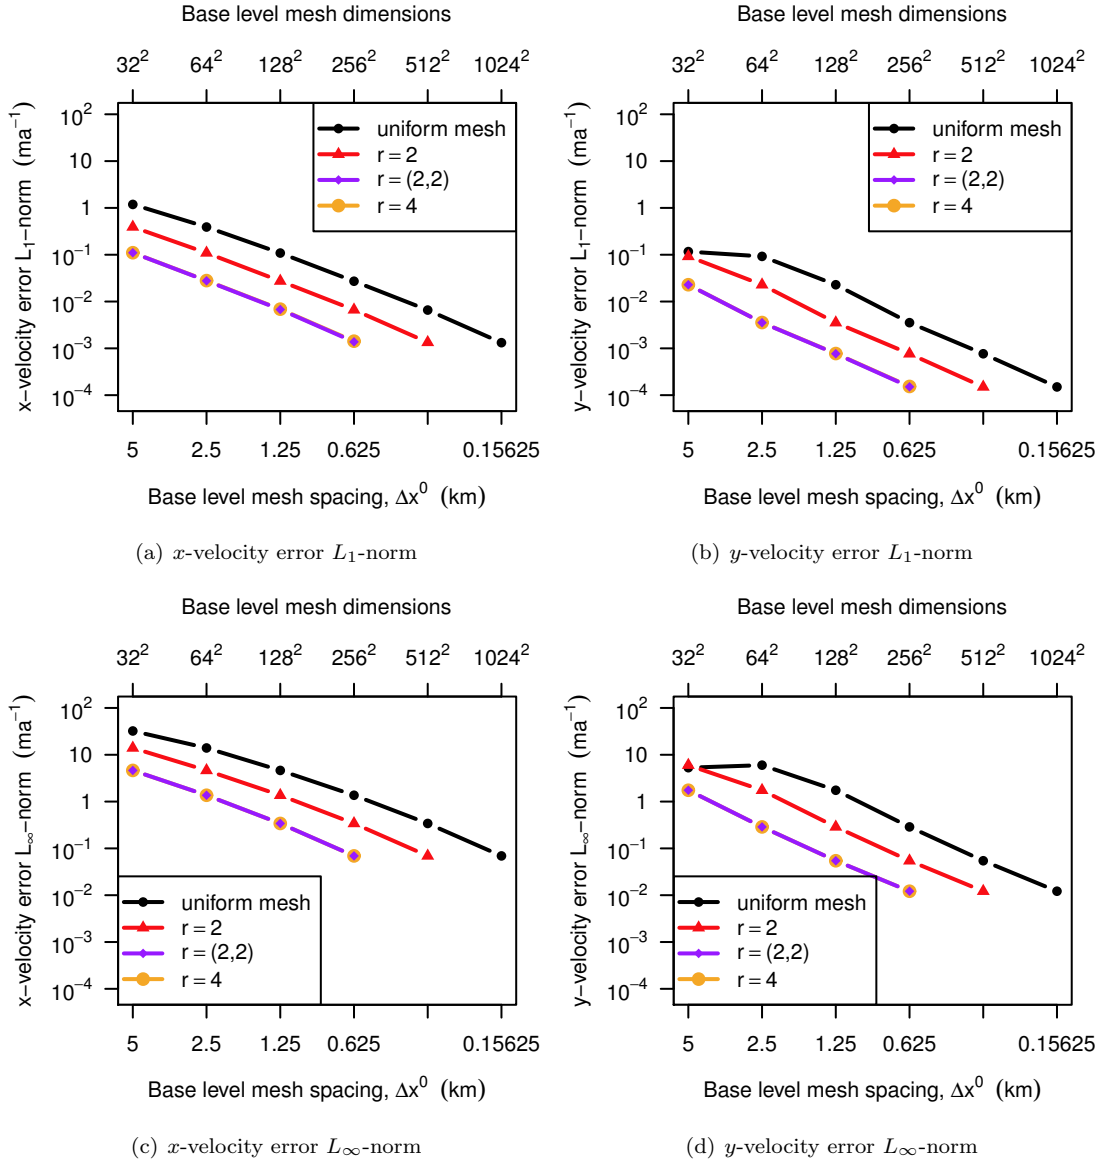 Base level mesh dimensions
32² 64² 128² 256² 512² 1024²
x−velocity error L₁−norm (ma⁻¹)
10²
10
1
10⁻¹
10⁻²
10⁻³
10⁻⁴
uniform mesh
r = 2
r = (2,2)
r = 4
5 2.5 1.25 0.625 0.15625
Base level mesh spacing, Δx⁰ (km)
(a) x-velocity error L₁-norm
Base level mesh dimensions
32² 64² 128² 256² 512² 1024²
y−velocity error L₁−norm (ma⁻¹)
10²
10
1
10⁻¹
10⁻²
10⁻³
10⁻⁴
uniform mesh
r = 2
r = (2,2)
r = 4
5 2.5 1.25 0.625 0.15625
Base level mesh spacing, Δx⁰ (km)
(b) y-velocity error L₁-norm
Base level mesh dimensions
32² 64² 128² 256² 512² 1024²
x−velocity error L∞−norm (ma⁻¹)
10²
10
1
10⁻¹
10⁻²
10⁻³
10⁻⁴
uniform mesh
r = 2
r = (2,2)
r = 4
5 2.5 1.25 0.625 0.15625
Base level mesh spacing, Δx⁰ (km)
(c) x-velocity error L∞-norm
Base level mesh dimensions
32² 64² 128² 256² 512² 1024²
y−velocity error L∞−norm (ma⁻¹)
10²
10
1
10⁻¹
10⁻²
10⁻³
10⁻⁴
uniform mesh
r = 2
r = (2,2)
r = 4
5 2.5 1.25 0.625 0.15625
Base level mesh spacing, Δx⁰ (km)
(d) y-velocity error L∞-norm